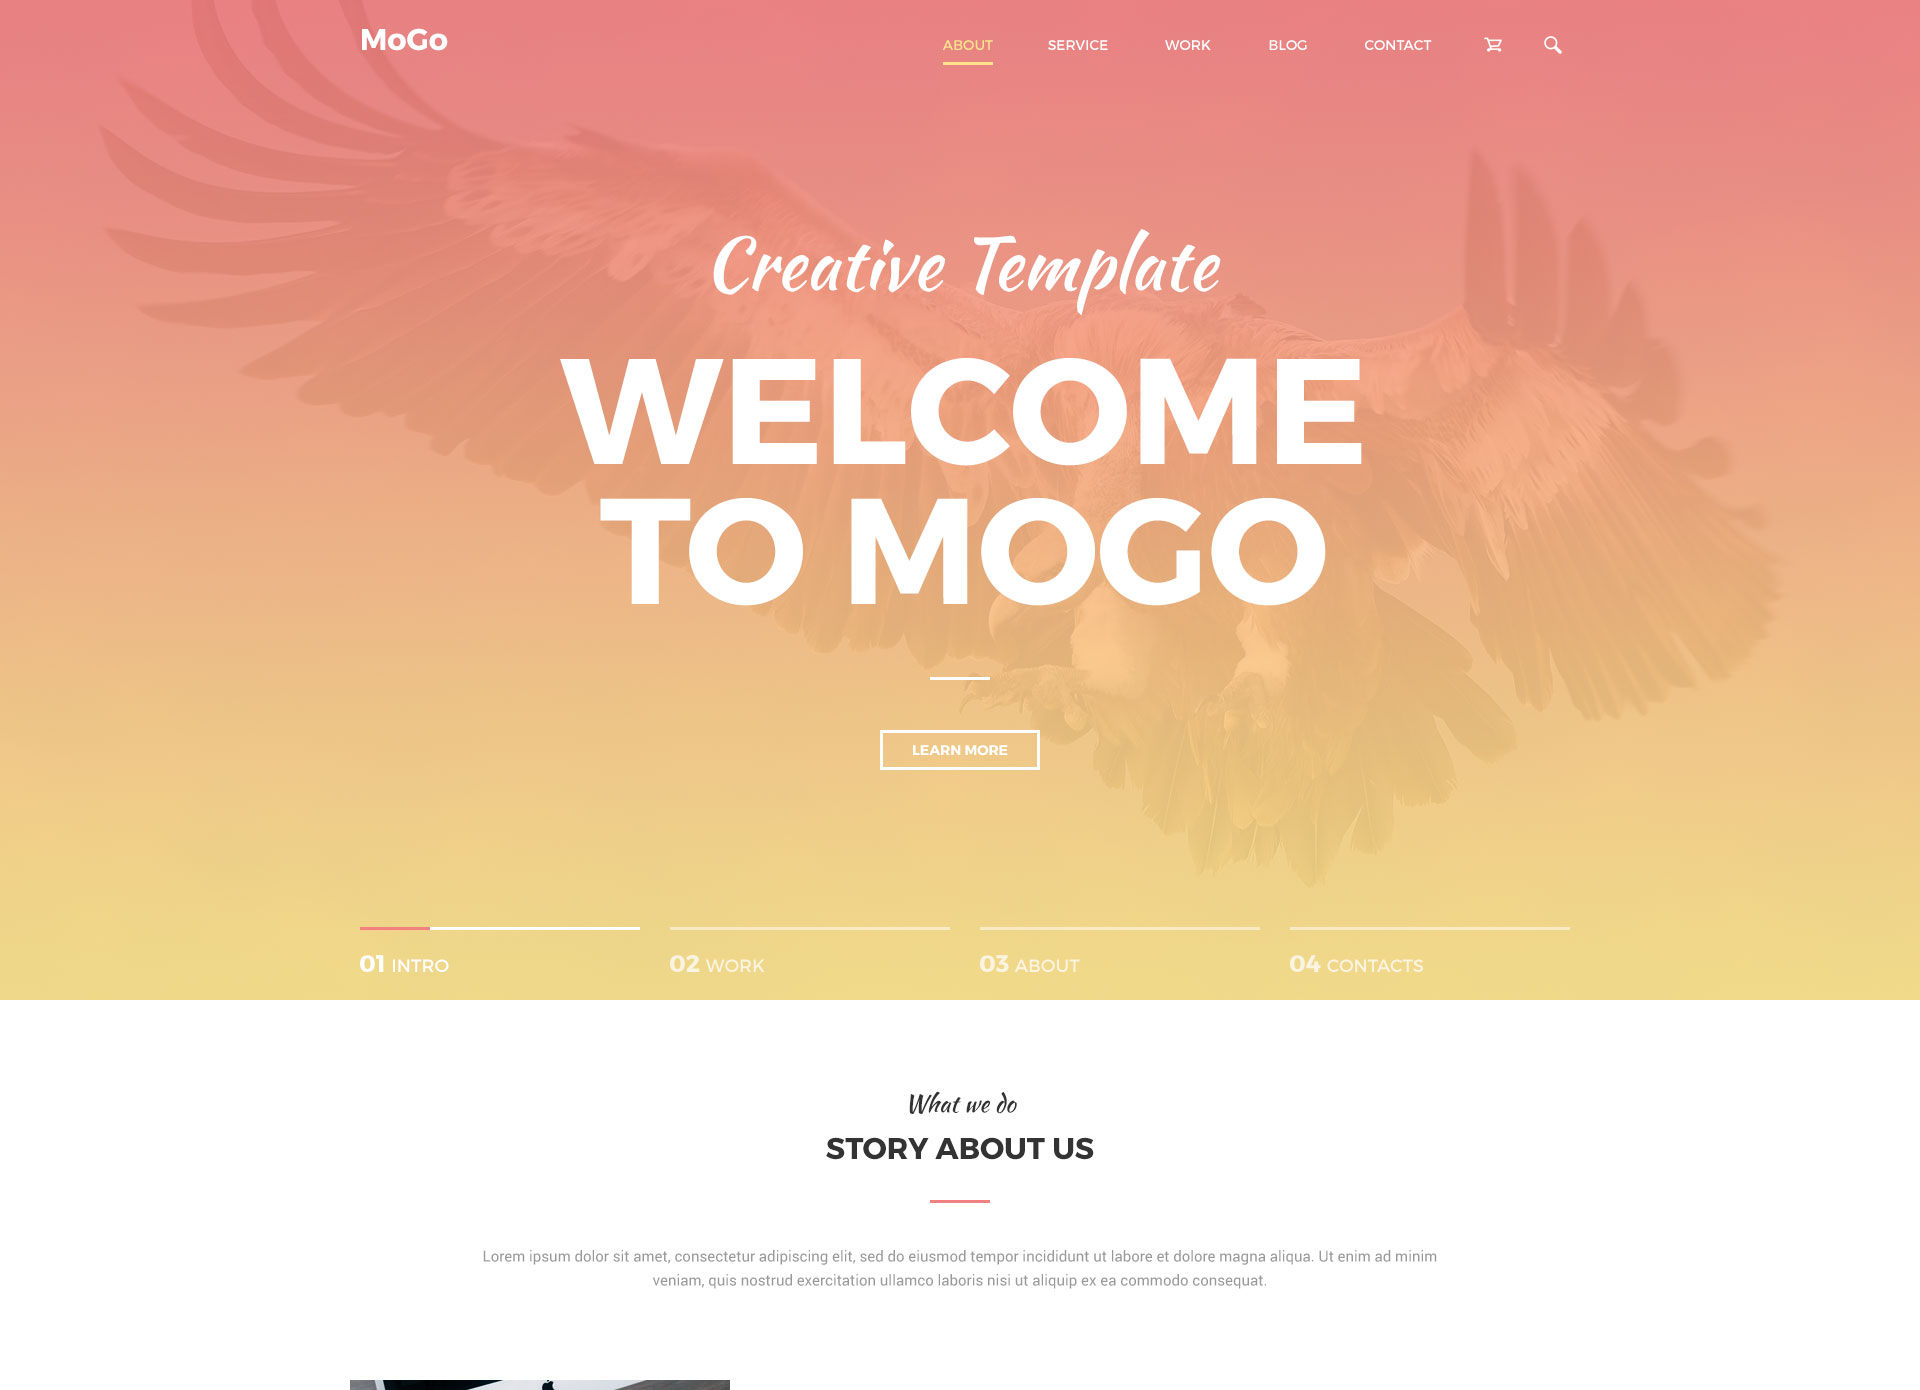 MoGo
ABOUT SERVICE WORK BLOG CONTACT
Creative Template
WELCOME
TO MOGO
LEARN MORE
01 INTRO
02 WORK
03 ABOUT
04 CONTACTS
What we do
STORY ABOUT US
Lorem ipsum dolor sit amet, consectetur adipiscing elit, sed do eiusmod tempor incididunt ut labore et dolore magna aliqua. Ut enim ad minim
veniam, quis nostrud exercitation ullamco laboris nisi ut aliquip ex ea commodo consequat.